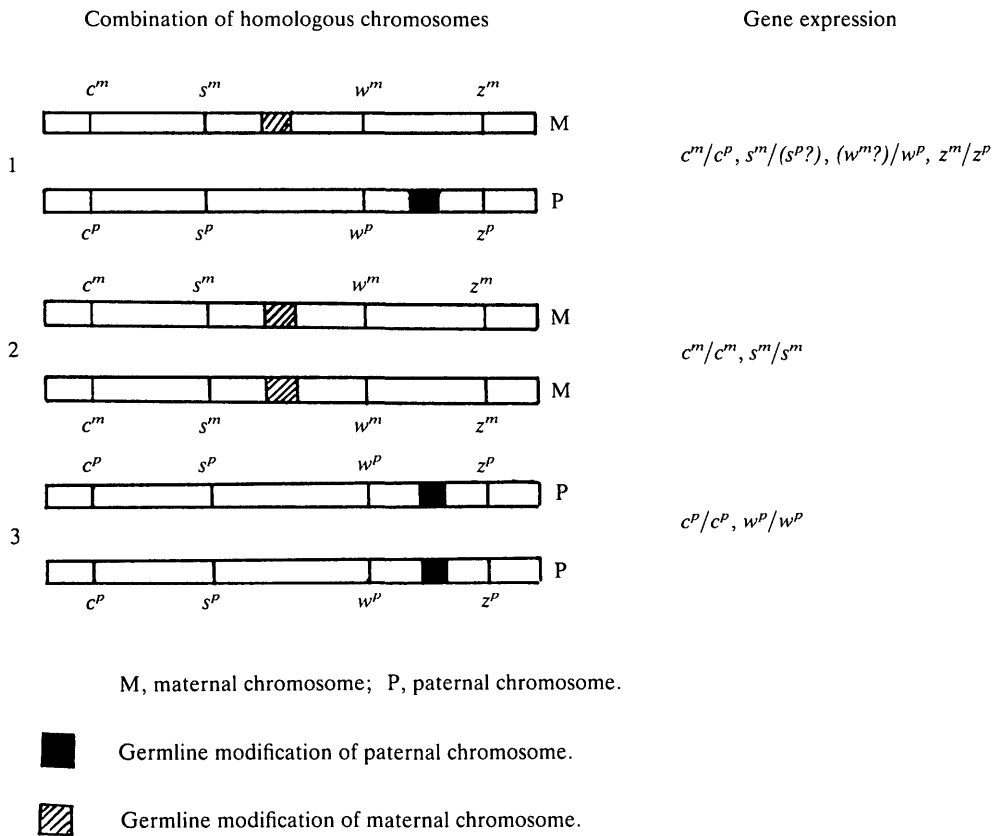 Combination of homologous chromosomes Gene expression
c^m s^m w^m z^m
M
1 c^m/c^p, s^m/(s^p?), (w^m?)/w^p, z^m/z^p
P
c^p s^p w^p z^p
c^m s^m w^m z^m
M
2 c^m/c^m, s^m/s^m
M
c^m s^m w^m z^m
c^p s^p w^p z^p
P
3 c^p/c^p, w^p/w^p
P
c^p s^p w^p z^p
M, maternal chromosome; P, paternal chromosome.
Germline modification of paternal chromosome.
Germline modification of maternal chromosome.